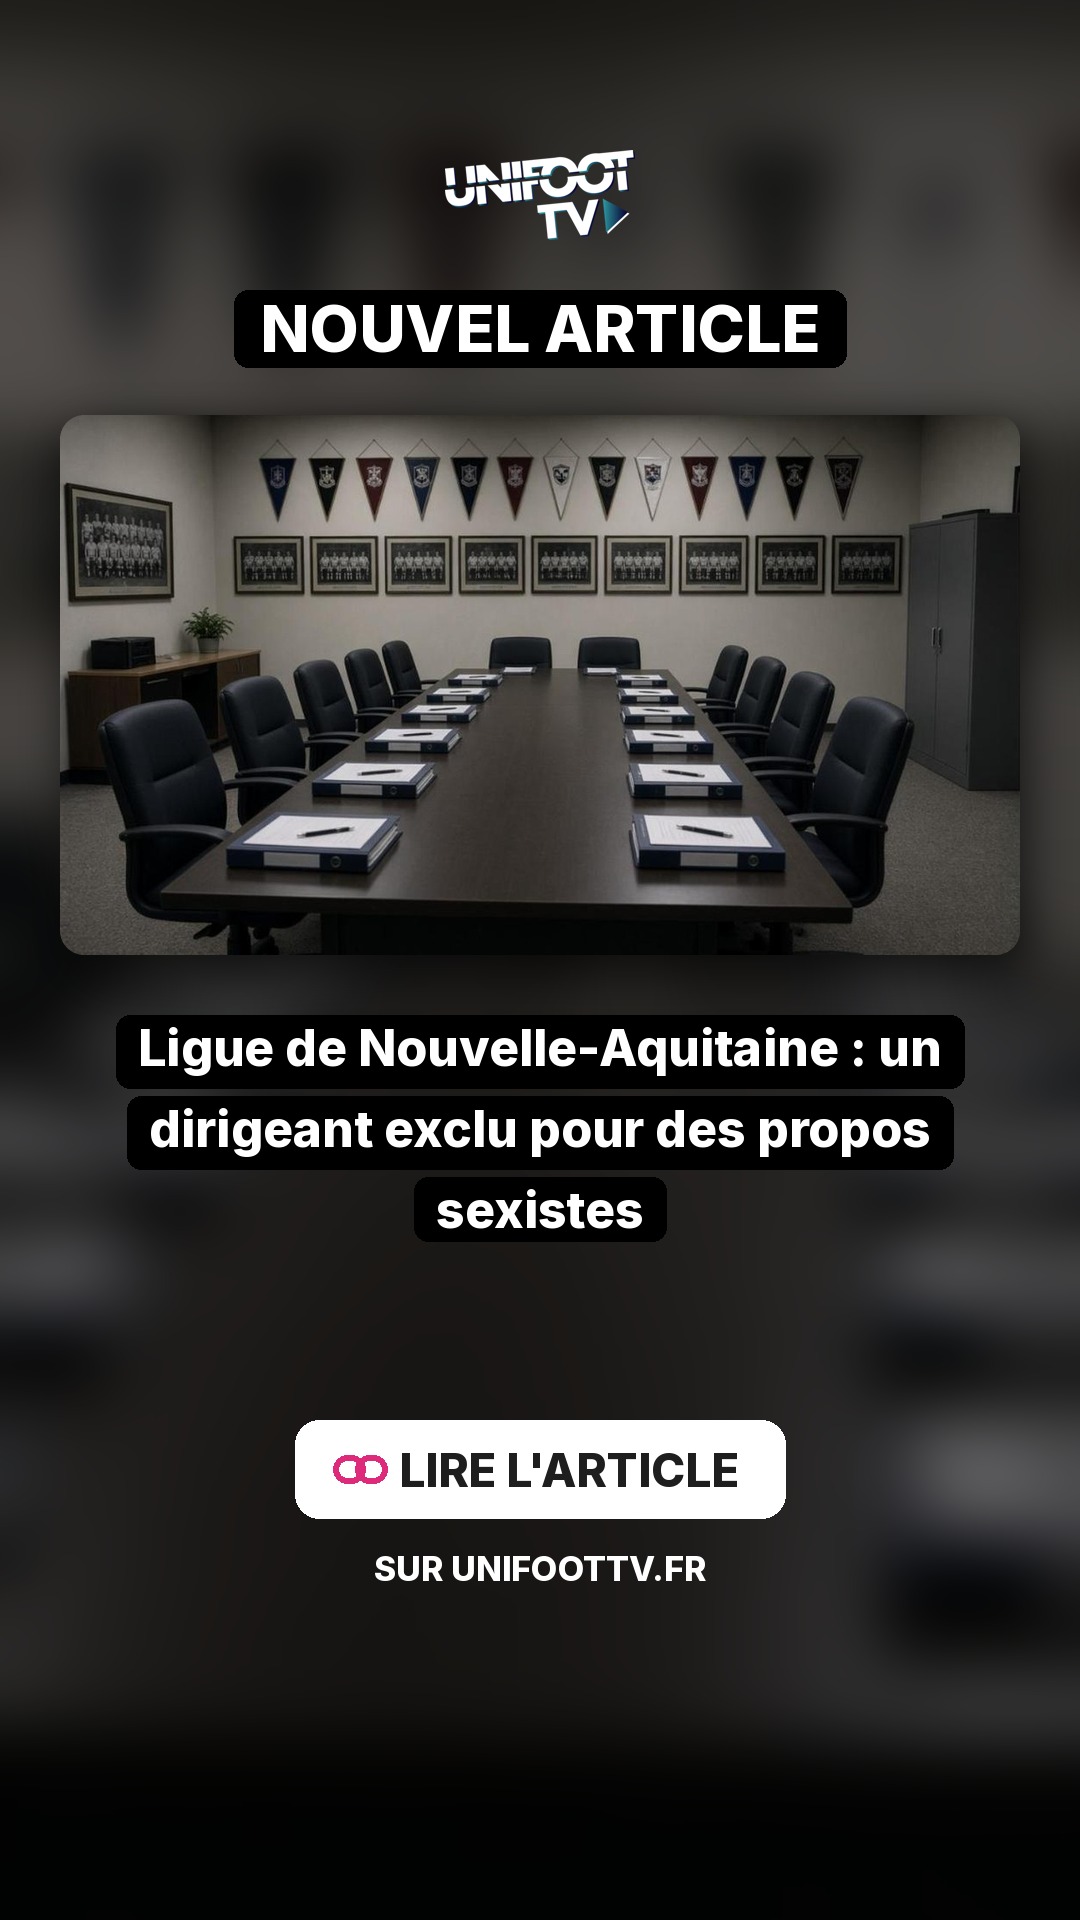 UNIFOOT
TV
NOUVEL ARTICLE
Ligue de Nouvelle-Aquitaine : un
dirigeant exclu pour des propos
sexistes
LIRE L'ARTICLE
SUR UNIFOOTTV.FR